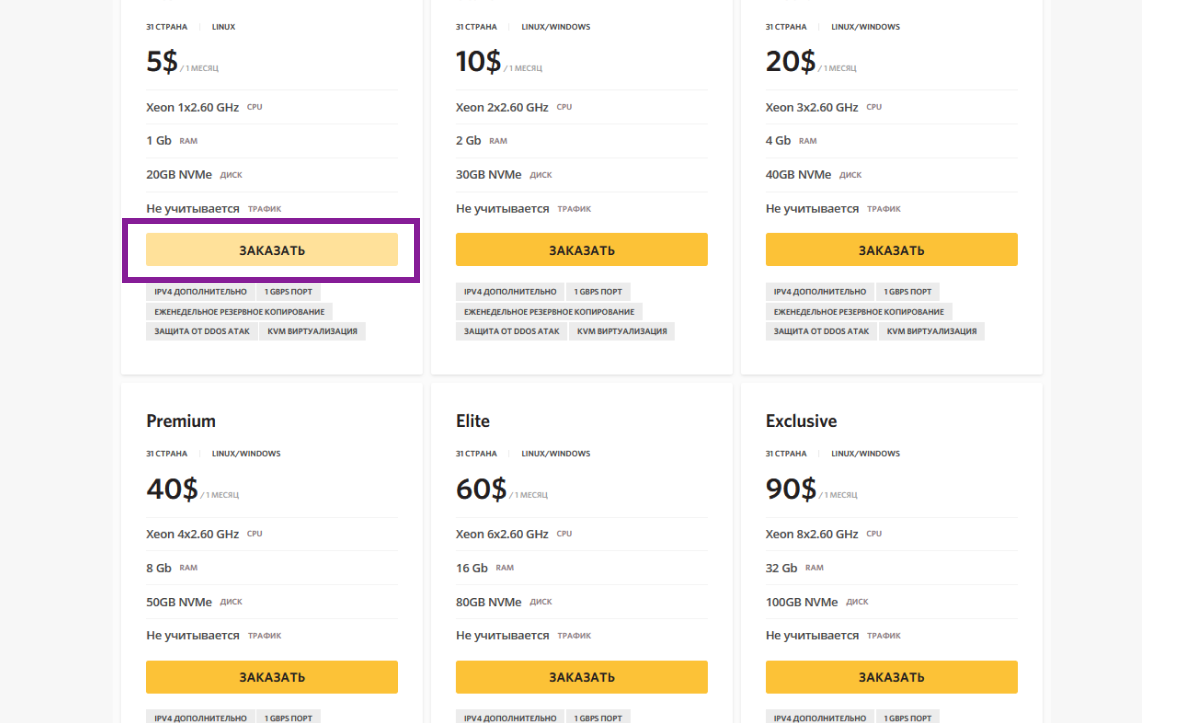 31 СТРАНА LINUX
5$ / 1 МЕСЯЦ
Xeon 1x2.60 GHz CPU
1 Gb RAM
20GB NVMe ДИСК
Не учитывается ТРАФИК
ЗАКАЗАТЬ
IPV4 ДОПОЛНИТЕЛЬНО 1 GBPS ПОРТ
ЕЖЕНЕДЕЛЬНОЕ РЕЗЕРВНОЕ КОПИРОВАНИЕ
ЗАЩИТА ОТ DDOS АТАК KVM ВИРТУАЛИЗАЦИЯ
31 СТРАНА LINUX/WINDOWS
10$ / 1 МЕСЯЦ
Xeon 2x2.60 GHz CPU
2 Gb RAM
30GB NVMe ДИСК
Не учитывается ТРАФИК
ЗАКАЗАТЬ
IPV4 ДОПОЛНИТЕЛЬНО 1 GBPS ПОРТ
ЕЖЕНЕДЕЛЬНОЕ РЕЗЕРВНОЕ КОПИРОВАНИЕ
ЗАЩИТА ОТ DDOS АТАК KVM ВИРТУАЛИЗАЦИЯ
31 СТРАНА LINUX/WINDOWS
20$ / 1 МЕСЯЦ
Xeon 3x2.60 GHz CPU
4 Gb RAM
40GB NVMe ДИСК
Не учитывается ТРАФИК
ЗАКАЗАТЬ
IPV4 ДОПОЛНИТЕЛЬНО 1 GBPS ПОРТ
ЕЖЕНЕДЕЛЬНОЕ РЕЗЕРВНОЕ КОПИРОВАНИЕ
ЗАЩИТА ОТ DDOS АТАК KVM ВИРТУАЛИЗАЦИЯ
Premium
31 СТРАНА LINUX/WINDOWS
40$ / 1 МЕСЯЦ
Xeon 4x2.60 GHz CPU
8 Gb RAM
50GB NVMe ДИСК
Не учитывается ТРАФИК
ЗАКАЗАТЬ
IPV4 ДОПОЛНИТЕЛЬНО 1 GBPS ПОРТ
Elite
31 СТРАНА LINUX/WINDOWS
60$ / 1 МЕСЯЦ
Xeon 6x2.60 GHz CPU
16 Gb RAM
80GB NVMe ДИСК
Не учитывается ТРАФИК
ЗАКАЗАТЬ
IPV4 ДОПОЛНИТЕЛЬНО 1 GBPS ПОРТ
Exclusive
31 СТРАНА LINUX/WINDOWS
90$ / 1 МЕСЯЦ
Xeon 8x2.60 GHz CPU
32 Gb RAM
100GB NVMe ДИСК
Не учитывается ТРАФИК
ЗАКАЗАТЬ
IPV4 ДОПОЛНИТЕЛЬНО 1 GBPS ПОРТ